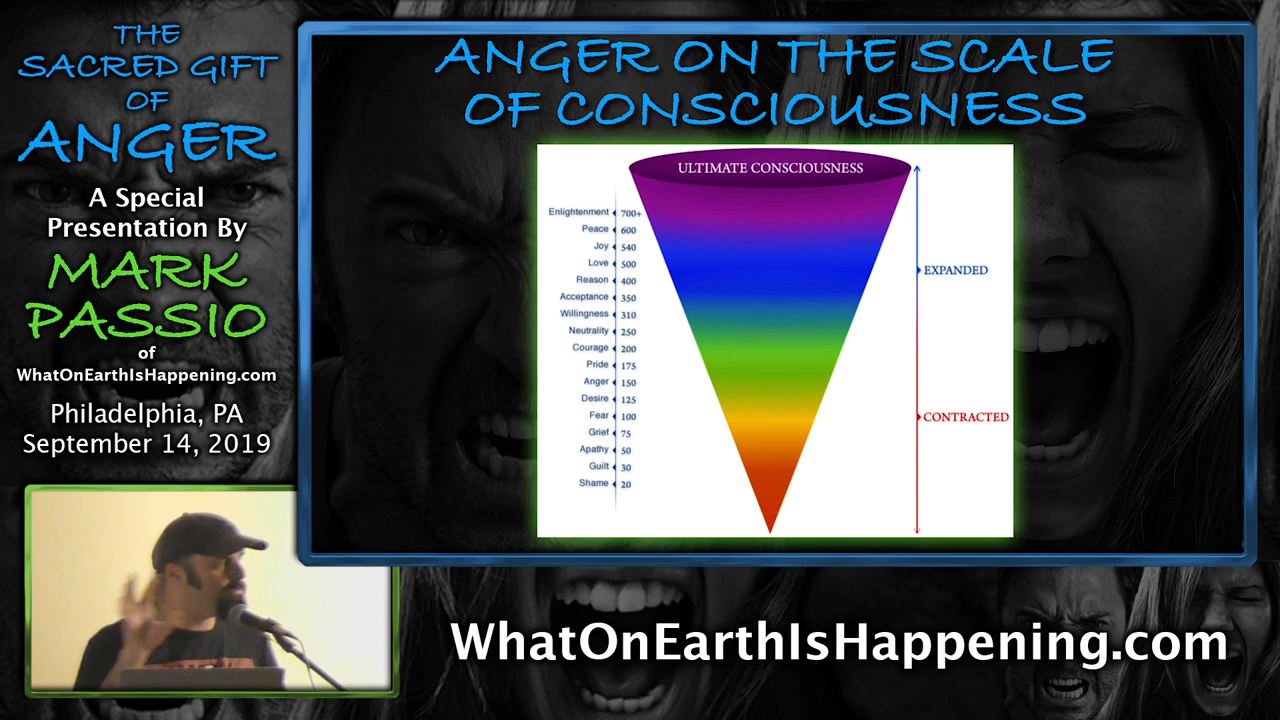 THE
SACRED GIFT
OF
ANGER
A Special
Presentation By
MARK
PASSIO
of
WhatOnEarthIsHappening.com
Philadelphia, PA
September 14, 2019
ANGER ON THE SCALE
OF CONSCIOUSNESS
ULTIMATE CONSCIOUSNESS
Enlightenment 700+
Peace 600
Joy 540
Love 500
Reason 400
Acceptance 350
Willingness 310
Neutrality 250
Courage 200
Pride 175
Anger 150
Desire 125
Fear 100
Grief 75
Apathy 50
Guilt 30
Shame 20
EXPANDED
CONTRACTED
WhatOnEarthIsHappening.com